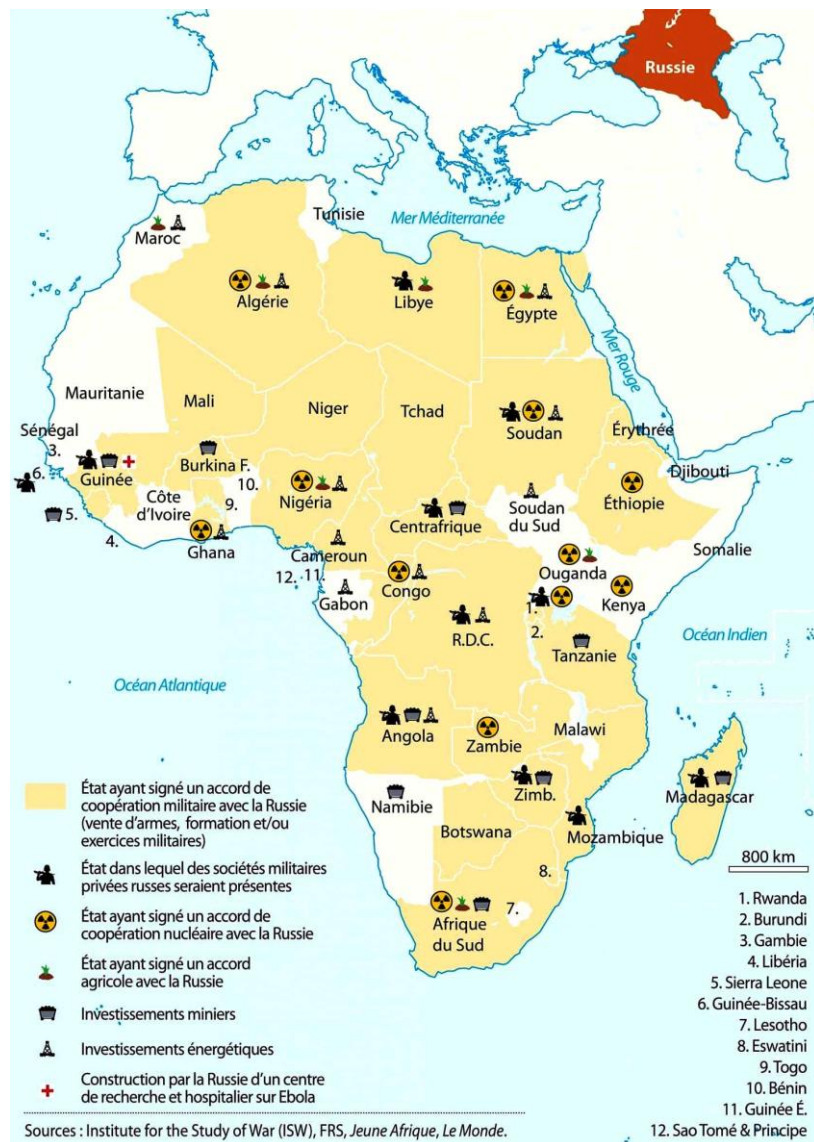 Russie
Mer Méditerranée
Tunisie
Maroc
Algérie
Libye
Égypte
Mer Rouge
Mauritanie
Mali
Niger
Tchad
Soudan
Érythrée
Sénégal
3.
6.
Guinée
Burkina F.
10.
Nigéria
Djibouti
Éthiopie
5.
Côte
d'Ivoire
9.
Centrafrique
Soudan
du Sud
Somalie
4.
Ghana
Cameroun
12.
11.
Gabon
Congo
Ouganda
Kenya
1.
2.
R.D.C.
Tanzanie
Océan Indien
Océan Atlantique
Angola
Zambie
Malawi
Namibie
Zimb.
Madagascar
Botswana
Mozambique
8.
7.
Afrique
du Sud
800 km
État ayant signé un accord de
coopération militaire avec la Russie
(vente d'armes, formation et/ou
exercices militaires)
État dans lequel des sociétés militaires
privées russes seraient présentes
État ayant signé un accord de
coopération nucléaire avec la Russie
État ayant signé un accord
agricole avec la Russie
Investissements miniers
Investissements énergétiques
Construction par la Russie d'un centre
de recherche et hospitalier sur Ebola
1. Rwanda
2. Burundi
3. Gambie
4. Libéria
5. Sierra Leone
6. Guinée-Bissau
7. Lesotho
8. Eswatini
9. Togo
10. Bénin
11. Guinée É.
12. Sao Tomé & Principe
Sources : Institute for the Study of War (ISW), FRS, Jeune Afrique, Le Monde.